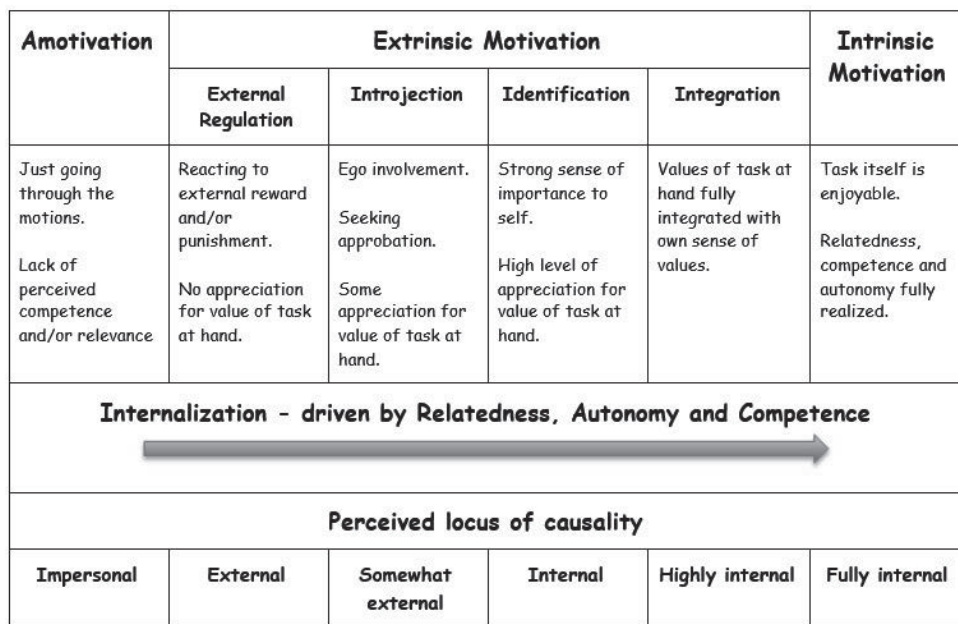 Amotivation
Extrinsic Motivation
Intrinsic
Motivation
External
Regulation
Introjection
Identification
Integration
Just going
through the
motions.
Lack of
perceived
competence
and/or relevance
Reacting to
external reward
and/or
punishment.
No appreciation
for value of task
at hand.
Ego involvement.
Seeking
approbation.
Some
appreciation for
value of task at
hand.
Strong sense of
importance to
self.
High level of
appreciation for
value of task at
hand.
Values of task at
hand fully
integrated with
own sense of
values.
Task itself is
enjoyable.
Relatedness,
competence and
autonomy fully
realized.
Internalization - driven by Relatedness, Autonomy and Competence
Perceived locus of causality
Impersonal
External
Somewhat
external
Internal
Highly internal
Fully internal